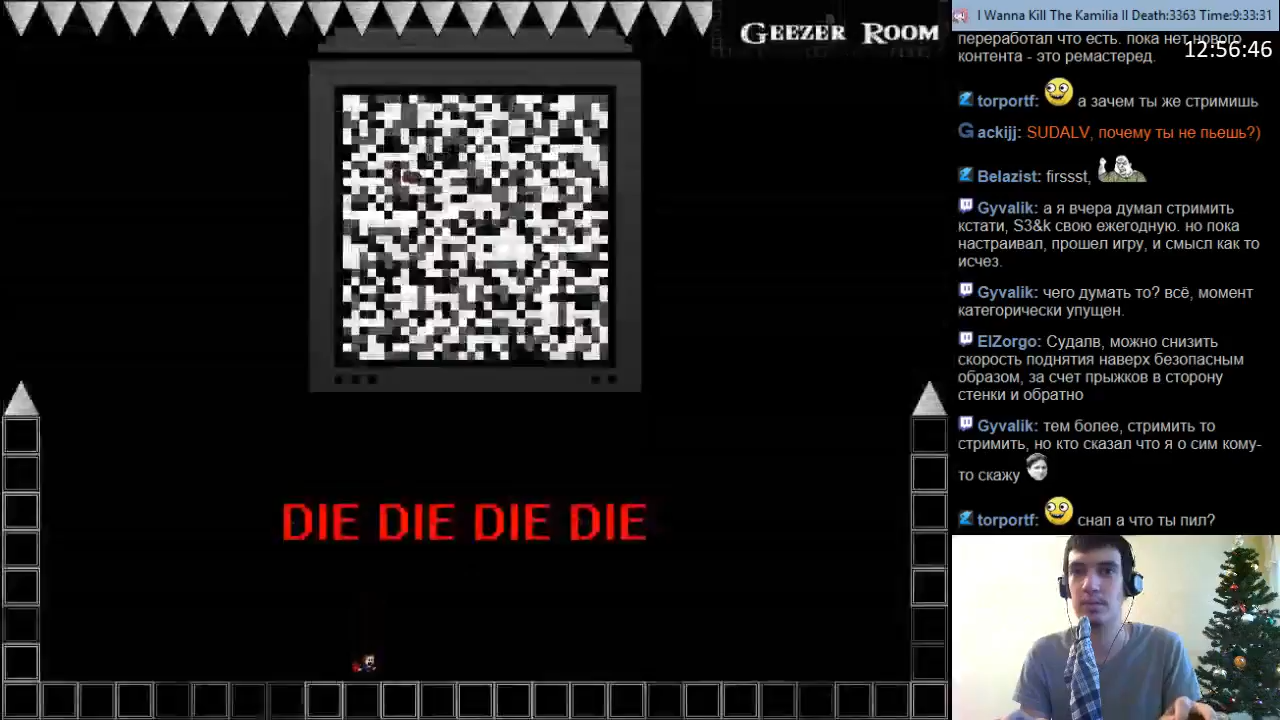 GEEZER ROOM
I Wanna Kill The Kamilia II Death:3363 Time:9:33:31
переработал что есть. пока нет нового
контента - это ремастеред.
12:56:46
torportf: а зачем ты же стримишь
ackijj: SUDALV, почему ты не пьешь?)
Belazist: firssst,
Gyvalik: а я вчера думал стримить
кстати, S3&k свою ежегодную. но пока
настраивал, прошел игру, и смысл как то
исчез.
Gyvalik: чего думать то? всё, момент
категорически упущен.
ElZorgo: Судалв, можно снизить
скорость поднятия наверх безопасным
образом, за счет прыжков в сторону
стенки и обратно
Gyvalik: тем более, стримить то
стримить, но кто сказал что я о сим кому-
то скажу
torportf: снап а что ты пил?
DIE DIE DIE DIE